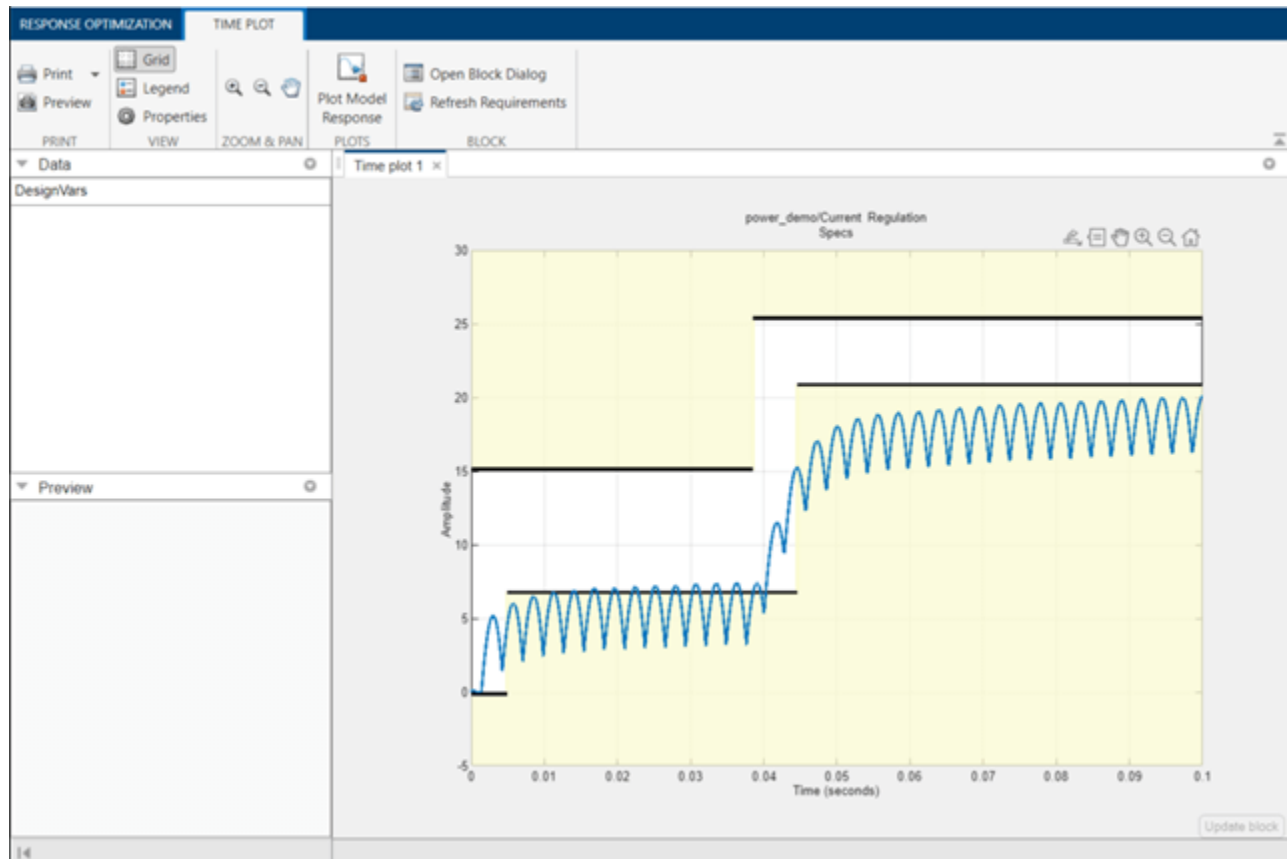 RESPONSE OPTIMIZATION TIME PLOT
Print Grid Open Block Dialog
Preview Legend Plot Model Refresh Requirements
Properties Response
PRINT VIEW ZOOM & PAN PLOTS BLOCK
Data Time plot 1
DesignVars
Preview
power_demo/Current Regulation
Specs
30
25
20
15
10
5
0
-5
Amplitude
0 0.01 0.02 0.03 0.04 0.05 0.06 0.07 0.08 0.09 0.1
Time (seconds)
Update block